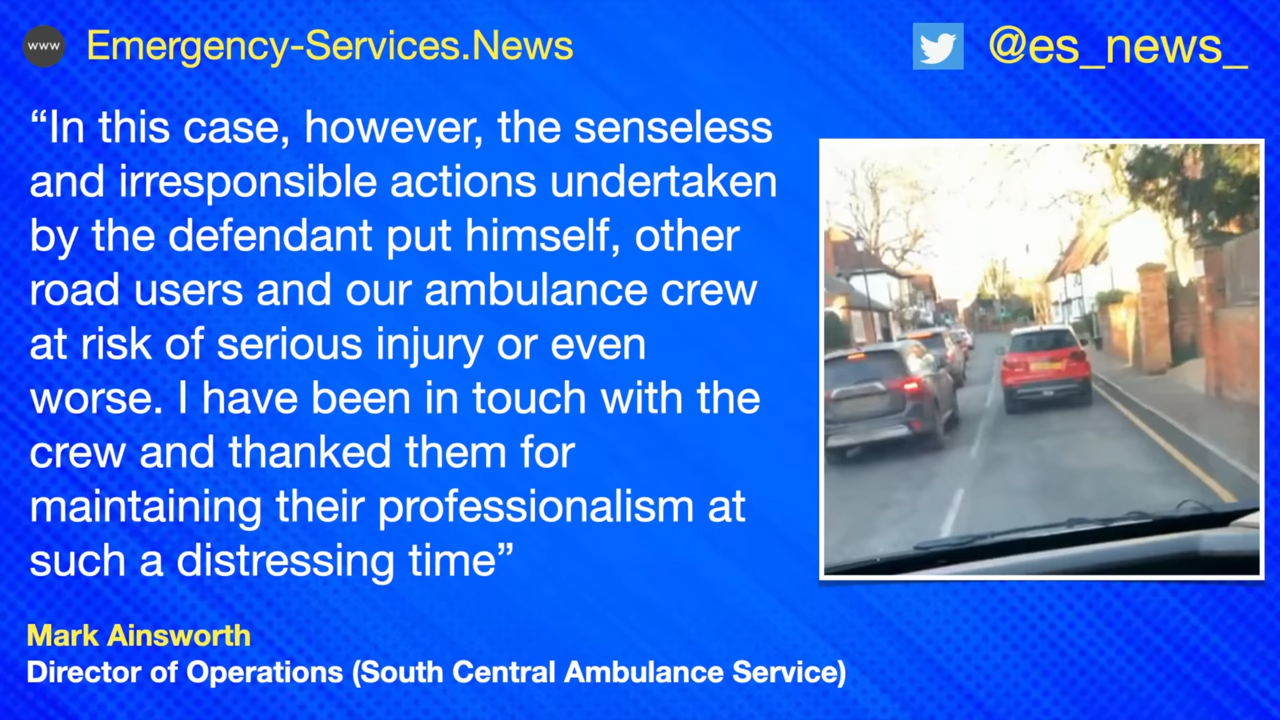 www Emergency-Services.News
@es_news_
“In this case, however, the senseless
and irresponsible actions undertaken
by the defendant put himself, other
road users and our ambulance crew
at risk of serious injury or even
worse. I have been in touch with the
crew and thanked them for
maintaining their professionalism at
such a distressing time”
Mark Ainsworth
Director of Operations (South Central Ambulance Service)